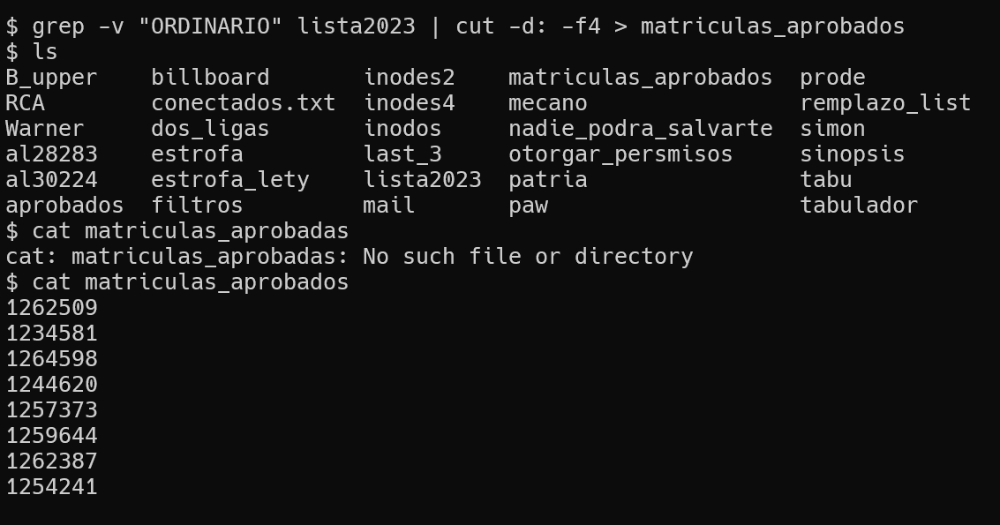 $ grep -v "ORDINARIO" lista2023 | cut -d: -f4 > matriculas_aprobados
$ ls
B_upper    billboard       inodes2    matriculas_aprobados  prode
RCA        conectados.txt  inodes4    mecano                remplazo_list
Warner     dos_ligas       inodos     nadie_podra_salvarte  simon
al28283    estrofa         last_3     otorgar_persmisos     sinopsis
al30224    estrofa_lety    lista2023  patria                tabu
aprobados  filtros         mail       paw                   tabulador
$ cat matriculas_aprobadas
cat: matriculas_aprobadas: No such file or directory
$ cat matriculas_aprobados
1262509
1234581
1264598
1244620
1257373
1259644
1262387
1254241